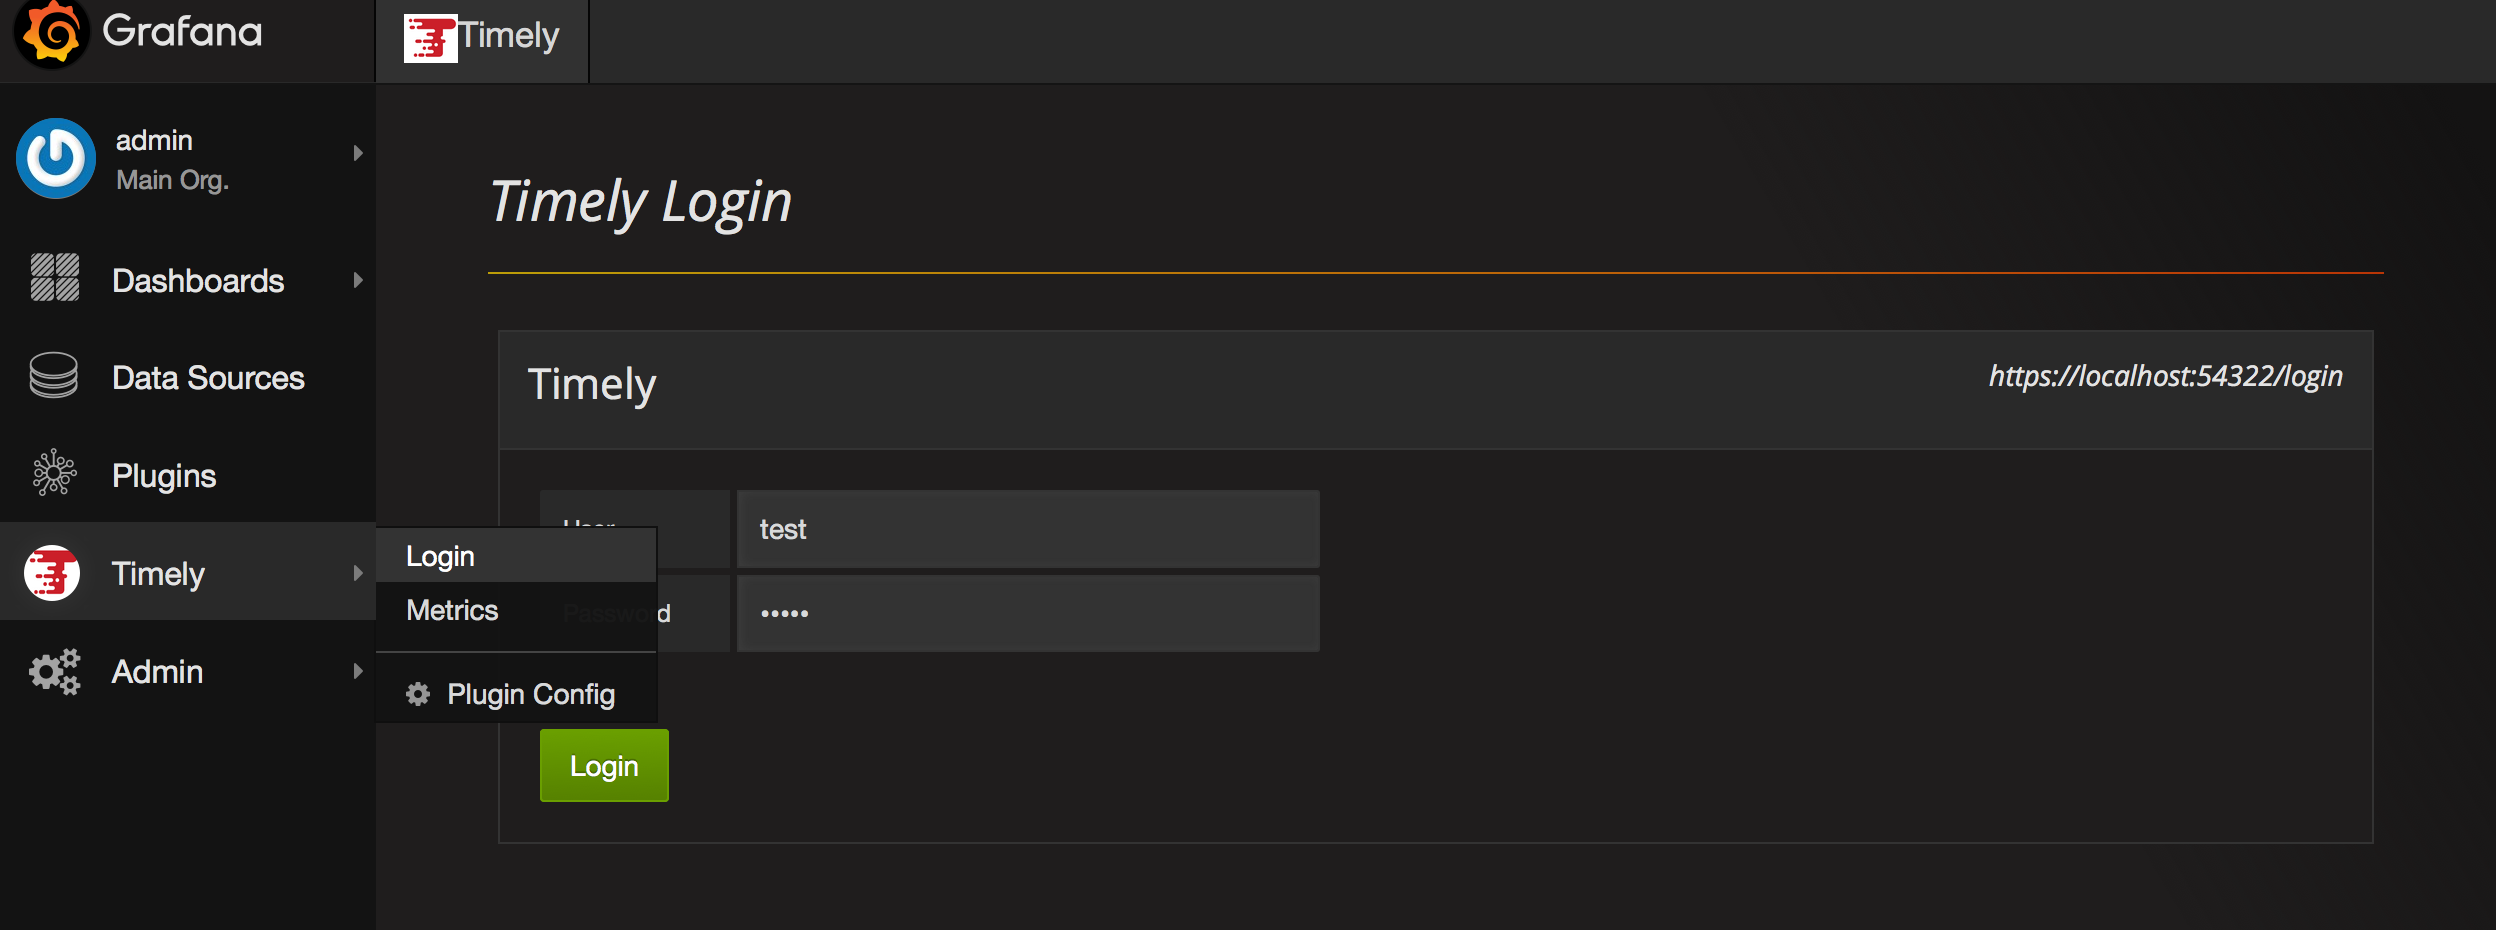 Grafana
Timely
admin
Main Org.
Dashboards
Data Sources
Plugins
Timely
Admin
Login
Metrics
Plugin Config
Timely Login
Timely
https://localhost:54322/login
User
test
Password
•••••
Login